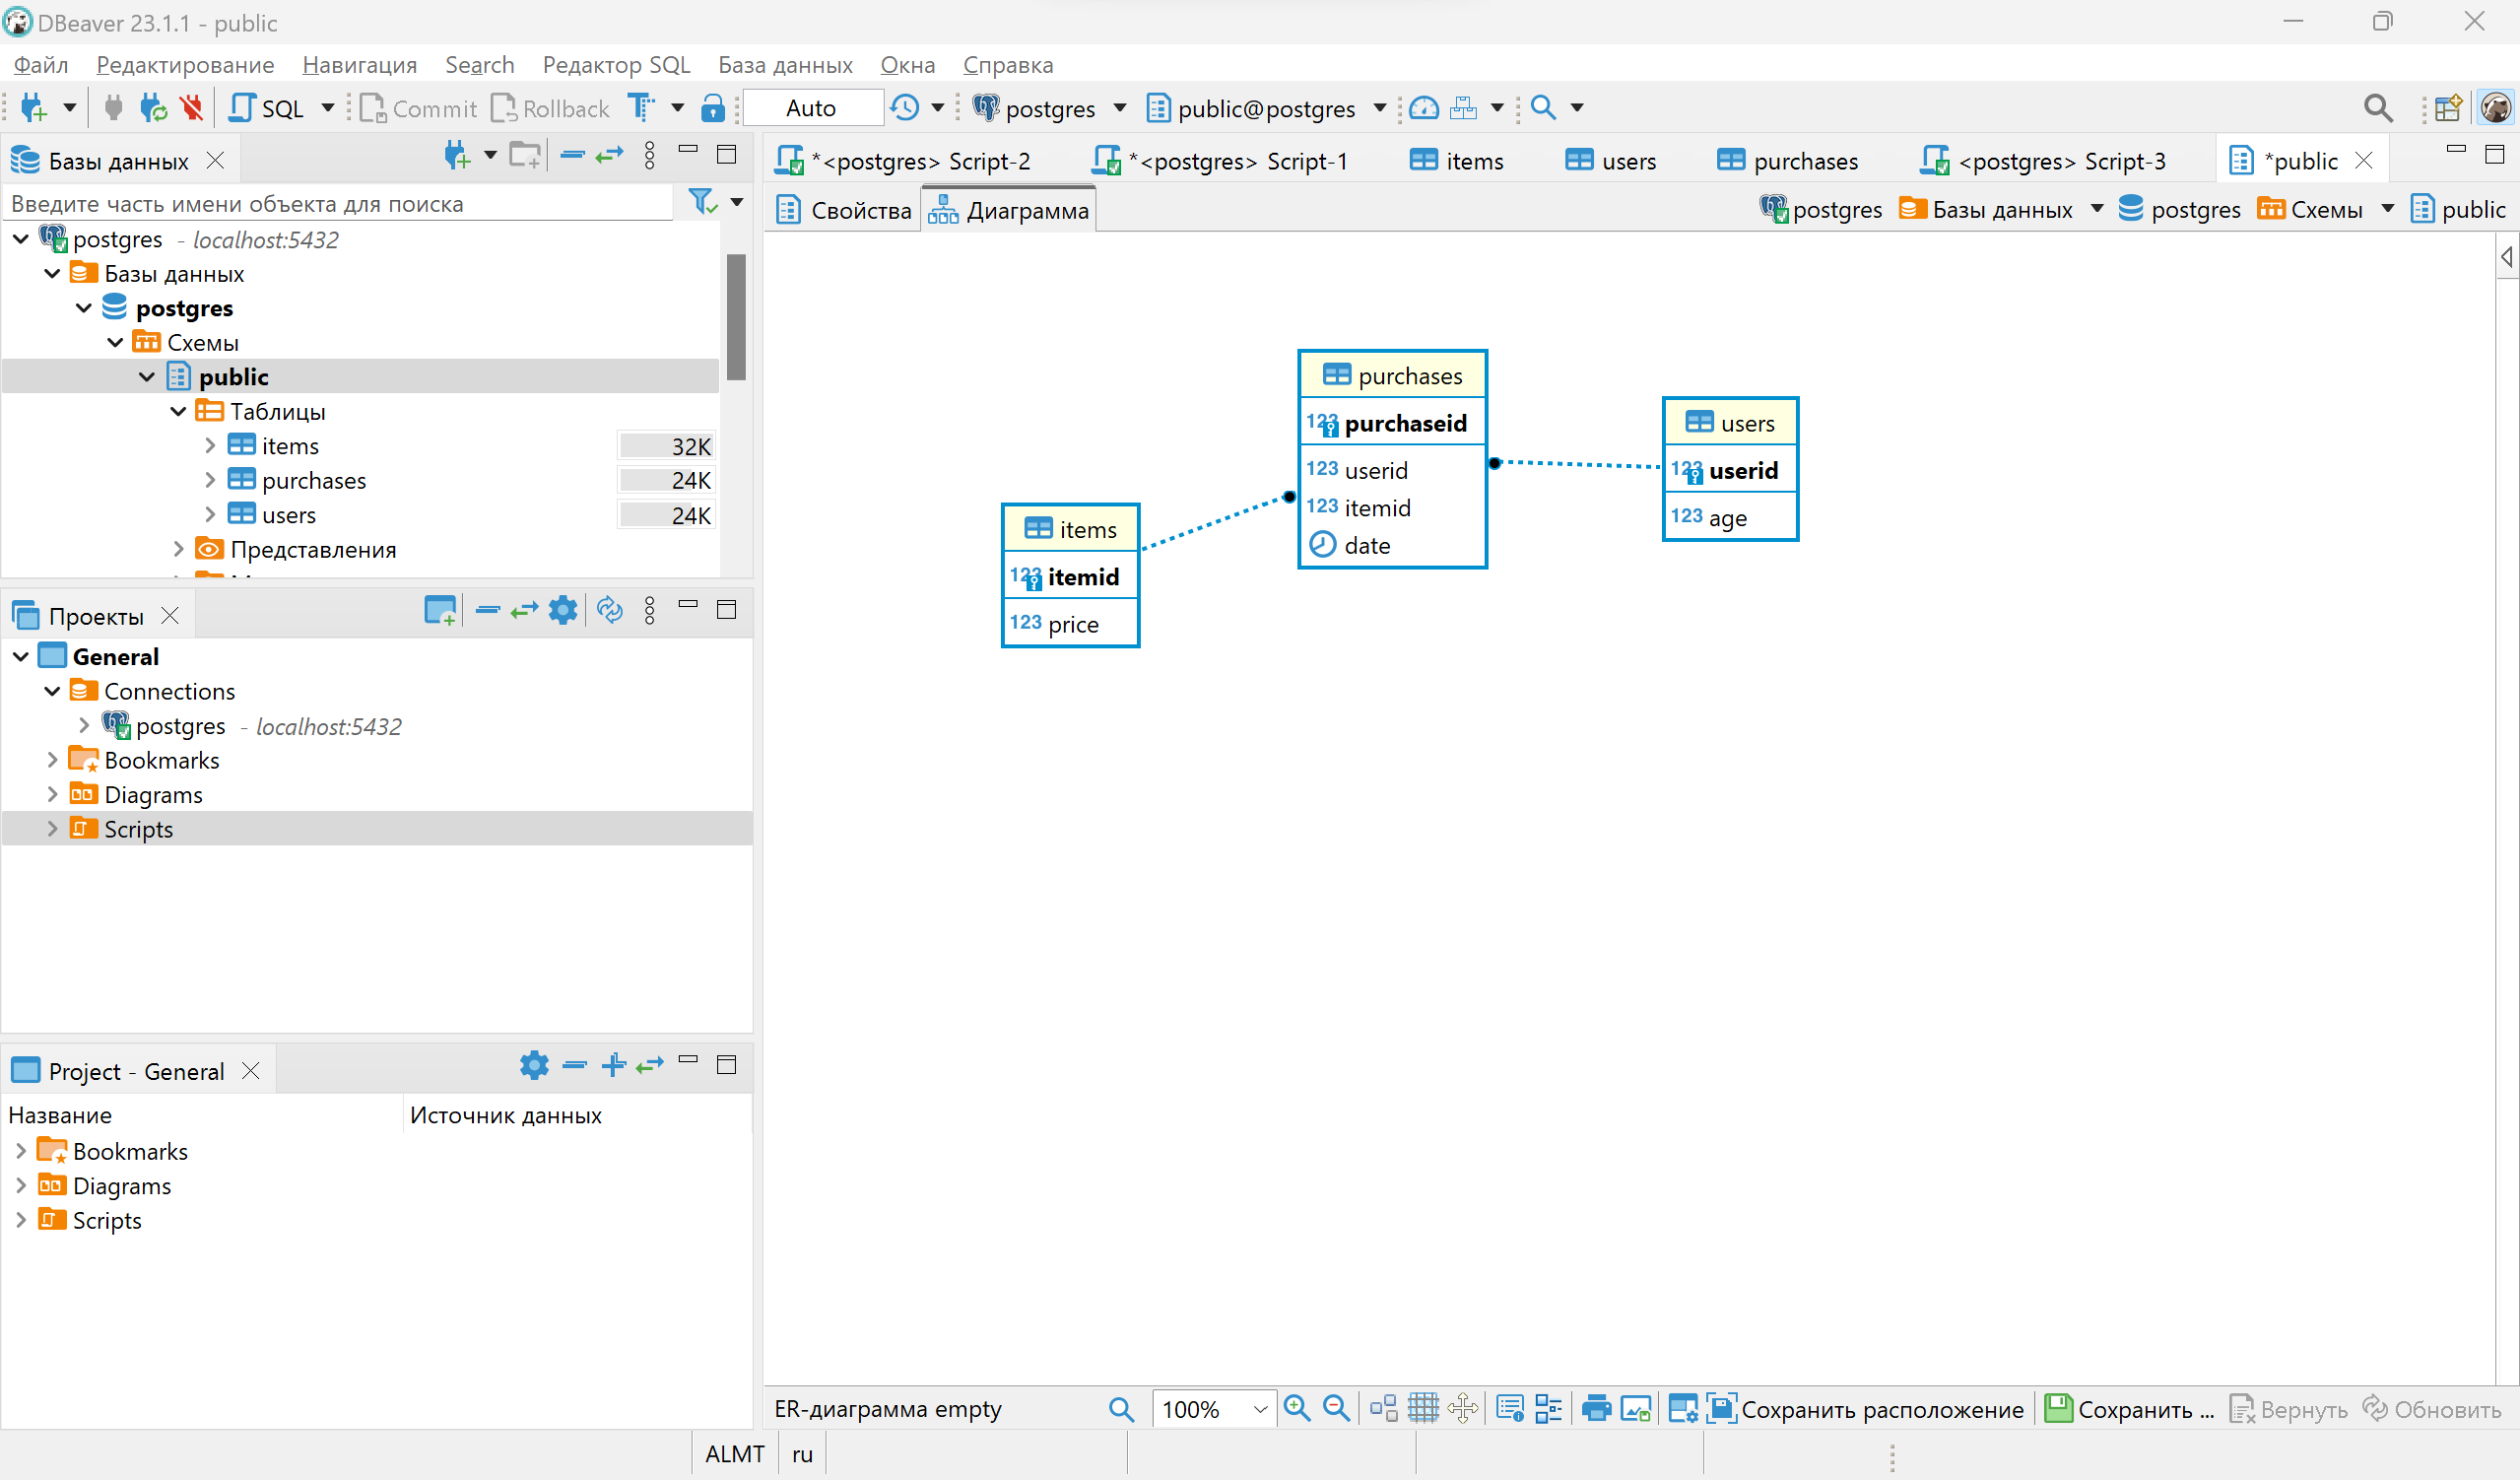 DBeaver 23.1.1 - public
Файл Редактирование Навигация Search Редактор SQL База данных Окна Справка
SQL Commit Rollback Auto postgres public@postgres
Базы данных
Введите часть имени объекта для поиска
postgres - localhost:5432
Базы данных
postgres
Схемы
public
Таблицы
items 32K
purchases 24K
users 24K
Представления
Проекты
General
Connections
postgres - localhost:5432
Bookmarks
Diagrams
Scripts
Project - General
Название Источник данных
Bookmarks
Diagrams
Scripts
*<postgres> Script-2 *<postgres> Script-1 items users purchases <postgres> Script-3 *public
Свойства Диаграмма postgres Базы данных postgres Схемы public
purchases
123 purchaseid
123 userid
123 itemid
date
users
123 userid
123 age
items
123 itemid
123 price
ER-диаграмма empty 100% Сохранить расположение Сохранить ... Вернуть Обновить
ALMT ru